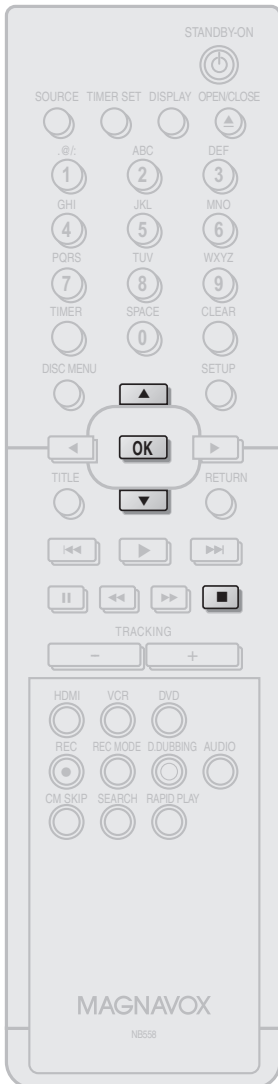 STANDBY-ON
SOURCE TIMER SET DISPLAY OPEN/CLOSE
.@/: ABC DEF
1 2 3
GHI JKL MNO
4 5 6
PQRS TUV WXYZ
7 8 9
TIMER SPACE CLEAR
0
DISC MENU SETUP
OK
TITLE RETURN
TRACKING
– +
HDMI VCR DVD
REC REC MODE D.DUBBING AUDIO
CM SKIP SEARCH RAPID PLAY
MAGNAVOX
NB558